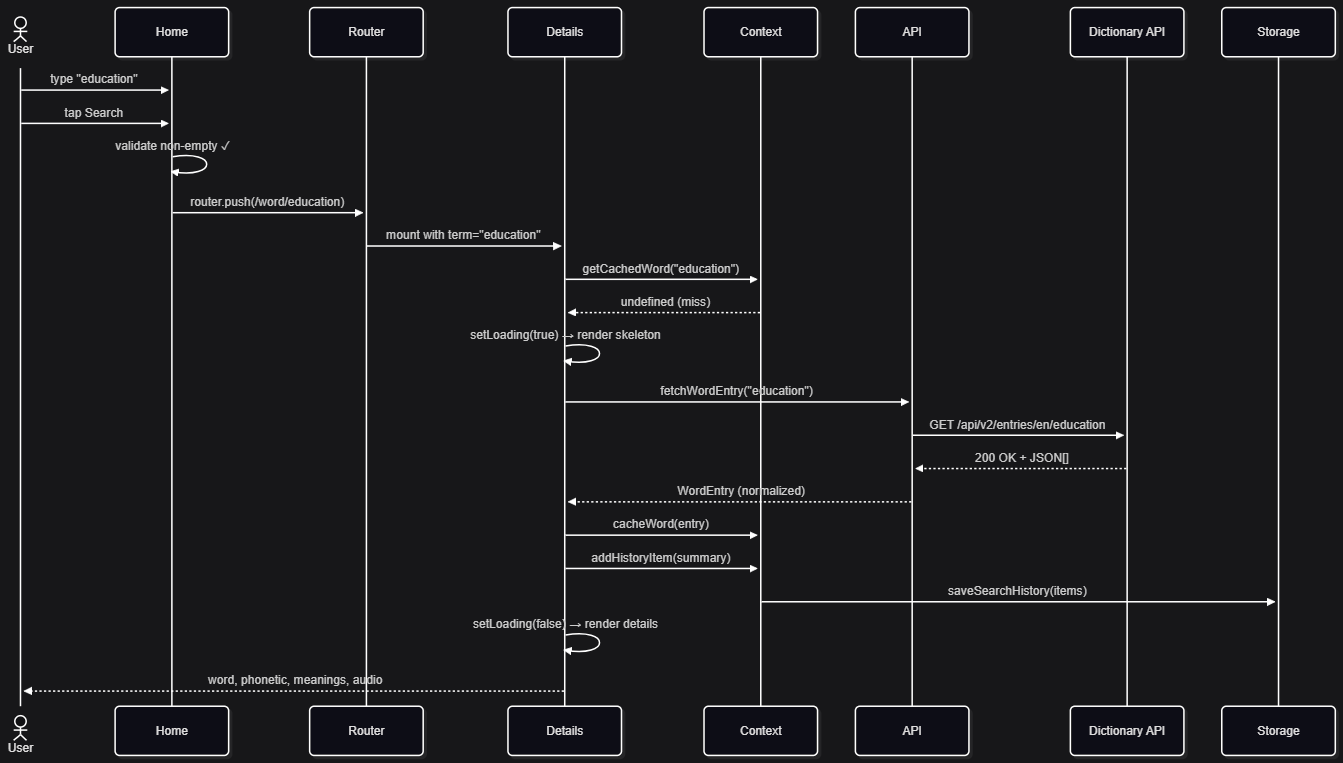 User
Home
Router
Details
Context
API
Dictionary API
Storage
type "education"
tap Search
validate non-empty ✓
router.push(/word/education)
mount with term="education"
getCachedWord("education")
undefined (miss)
setLoading(true) → render skeleton
fetchWordEntry("education")
GET /api/v2/entries/en/education
200 OK + JSON[]
WordEntry (normalized)
cacheWord(entry)
addHistoryItem(summary)
saveSearchHistory(items)
setLoading(false) → render details
word, phonetic, meanings, audio
User
Home
Router
Details
Context
API
Dictionary API
Storage